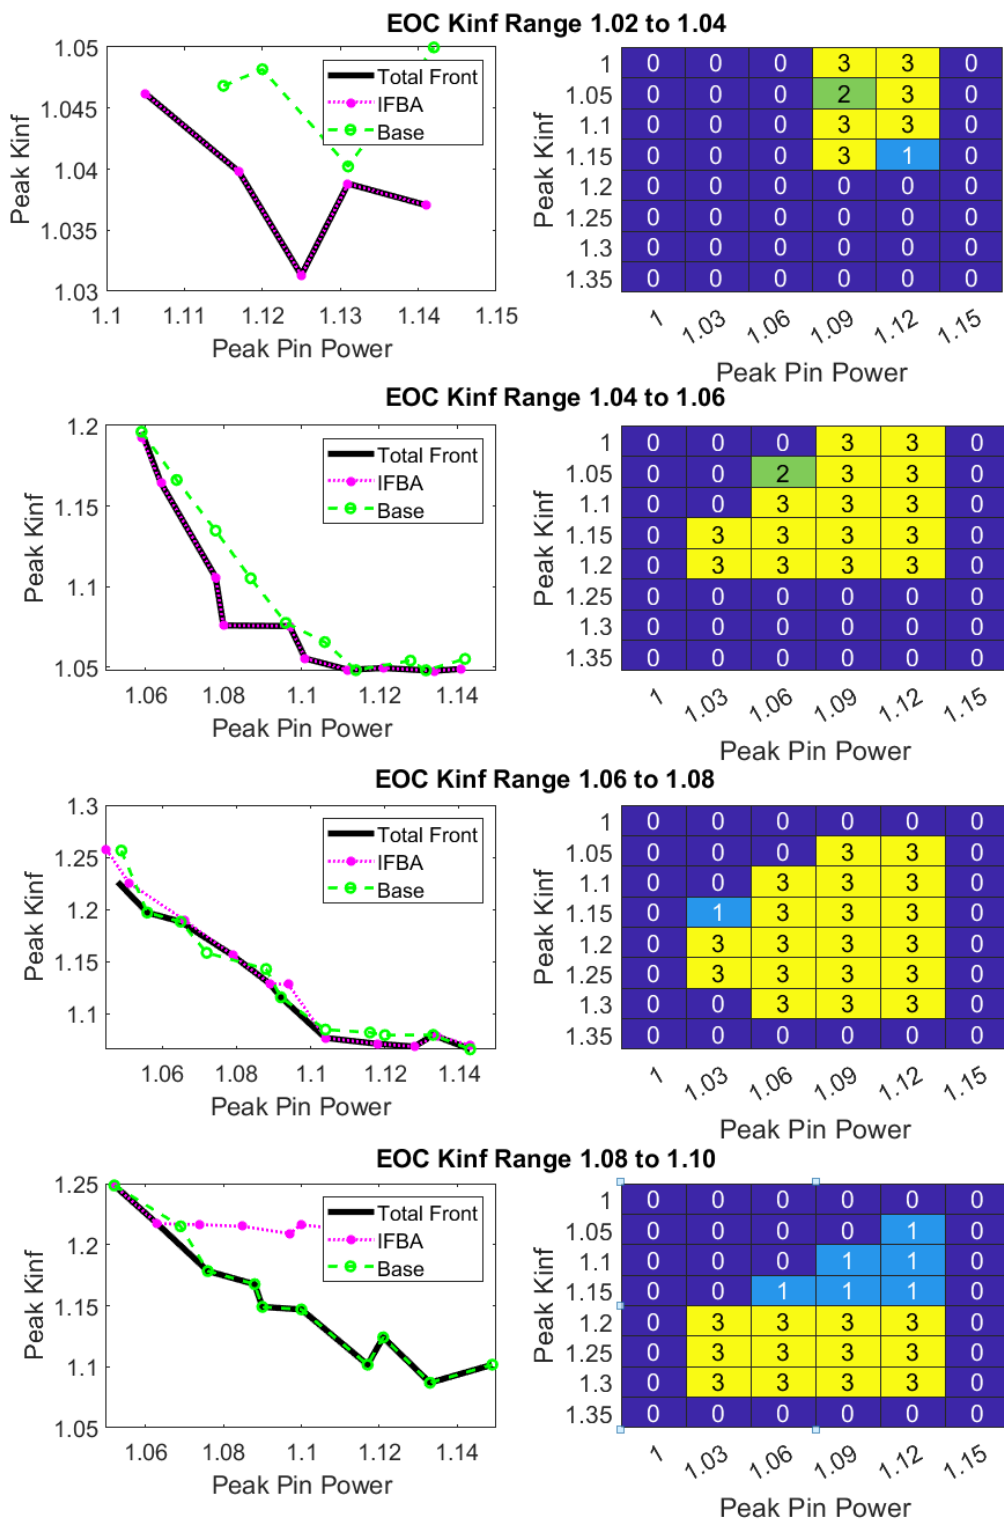 EOC Kinf Range 1.02 to 1.04
1.05
1.045
1.04
1.035
1.03
Peak Kinf
1.1 1.11 1.12 1.13 1.14 1.15
Peak Pin Power
Total Front
IFBA
Base
Peak Kinf
1 0 0 0 3 3 0
1.05 0 0 0 2 3 0
1.1 0 0 0 3 3 0
1.15 0 0 0 3 1 0
1.2 0 0 0 0 0 0
1.25 0 0 0 0 0 0
1.3 0 0 0 0 0 0
1.35 0 0 0 0 0 0
1 1.03 1.06 1.09 1.12 1.15
Peak Pin Power
EOC Kinf Range 1.04 to 1.06
1.2
1.15
1.1
1.05
Peak Kinf
1.06 1.08 1.1 1.12 1.14
Peak Pin Power
Total Front
IFBA
Base
Peak Kinf
1 0 0 0 3 3 0
1.05 0 0 2 3 3 0
1.1 0 0 3 3 3 0
1.15 0 3 3 3 3 0
1.2 0 3 3 3 3 0
1.25 0 0 0 0 0 0
1.3 0 0 0 0 0 0
1.35 0 0 0 0 0 0
1 1.03 1.06 1.09 1.12 1.15
Peak Pin Power
EOC Kinf Range 1.06 to 1.08
1.3
1.25
1.2
1.15
1.1
Peak Kinf
1.06 1.08 1.1 1.12 1.14
Peak Pin Power
Total Front
IFBA
Base
Peak Kinf
1 0 0 0 0 0 0
1.05 0 0 0 3 3 0
1.1 0 0 3 3 3 0
1.15 0 1 3 3 3 0
1.2 0 3 3 3 3 0
1.25 0 3 3 3 3 0
1.3 0 0 3 3 3 0
1.35 0 0 0 0 0 0
1 1.03 1.06 1.09 1.12 1.15
Peak Pin Power
EOC Kinf Range 1.08 to 1.10
1.25
1.2
1.15
1.1
1.05
Peak Kinf
1.06 1.08 1.1 1.12 1.14
Peak Pin Power
Total Front
IFBA
Base
Peak Kinf
1 0 0 0 0 0 0
1.05 0 0 0 0 1 0
1.1 0 0 0 1 1 0
1.15 0 0 1 1 1 0
1.2 0 3 3 3 3 0
1.25 0 3 3 3 3 0
1.3 0 3 3 3 3 0
1.35 0 0 0 0 0 0
1 1.03 1.06 1.09 1.12 1.15
Peak Pin Power